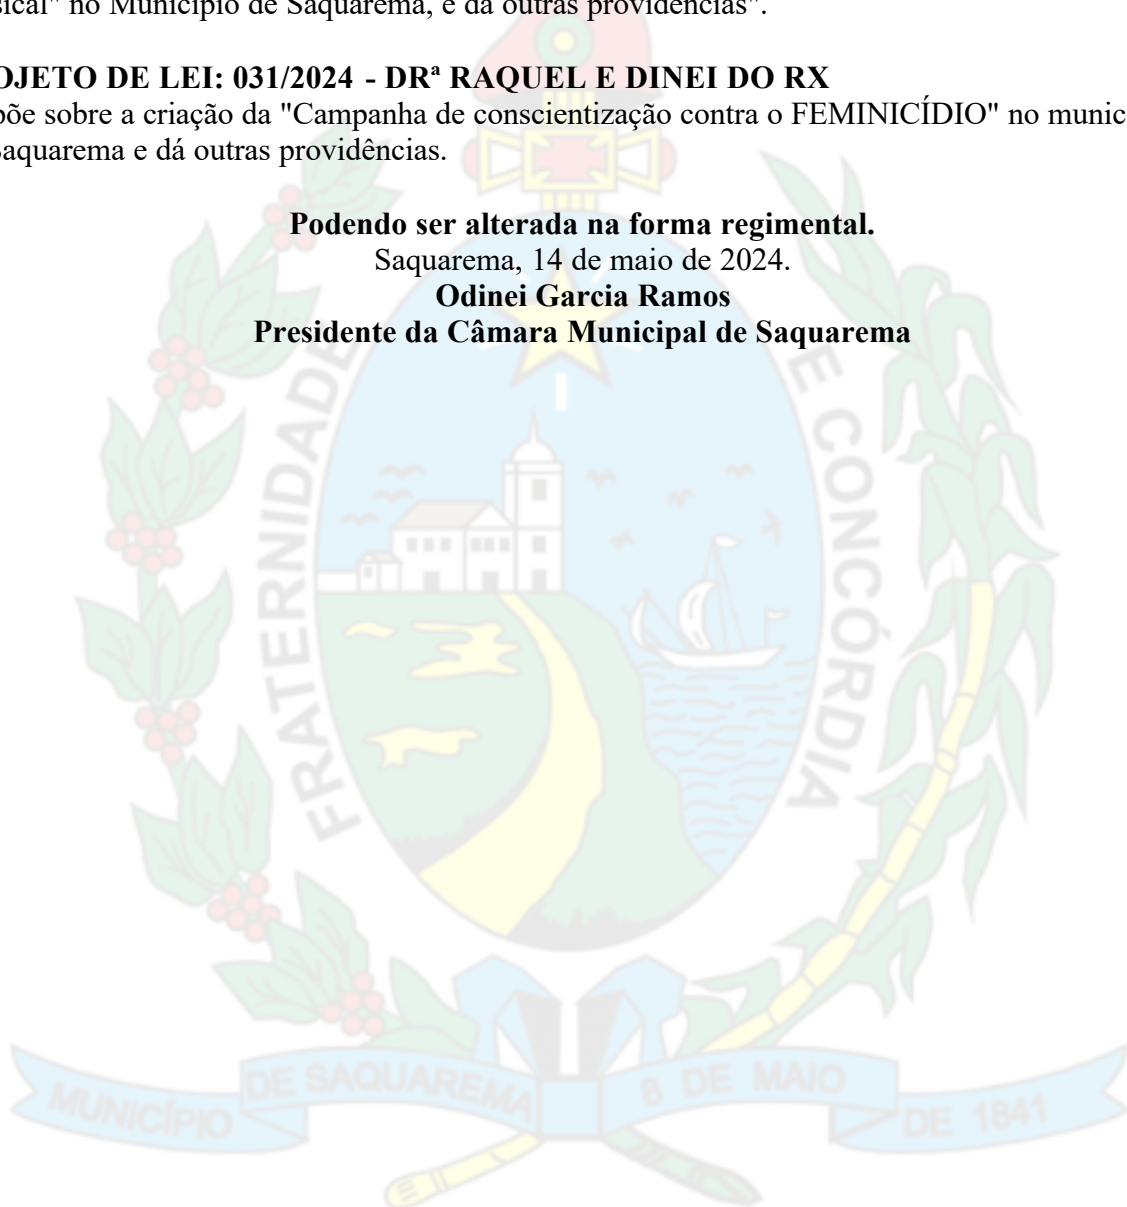 sical" no Município de Saquarema, e dá outras providências".
OJETO DE LEI: 031/2024 - DRª RAQUEL E DINEI DO RX
põe sobre a criação da "Campanha de conscientização contra o FEMINICÍDIO" no munic
Saquarema e dá outras providências.
Podendo ser alterada na forma regimental.
Saquarema, 14 de maio de 2024.
Odinei Garcia Ramos
Presidente da Câmara Municipal de Saquarema
FRATERNIDADE E CONCÓRDIA
MUNICÍPIO DE SAQUAREMA 8 DE MAIO DE 1841